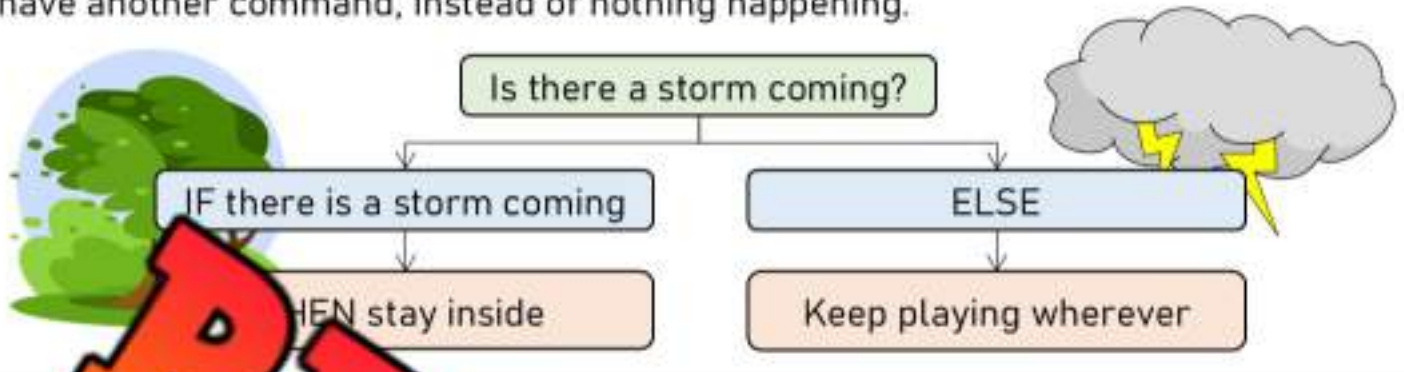 have another command, instead of nothing happening.
Is there a storm coming?
IF there is a storm coming
ELSE
HEN stay inside
Keep playing wherever